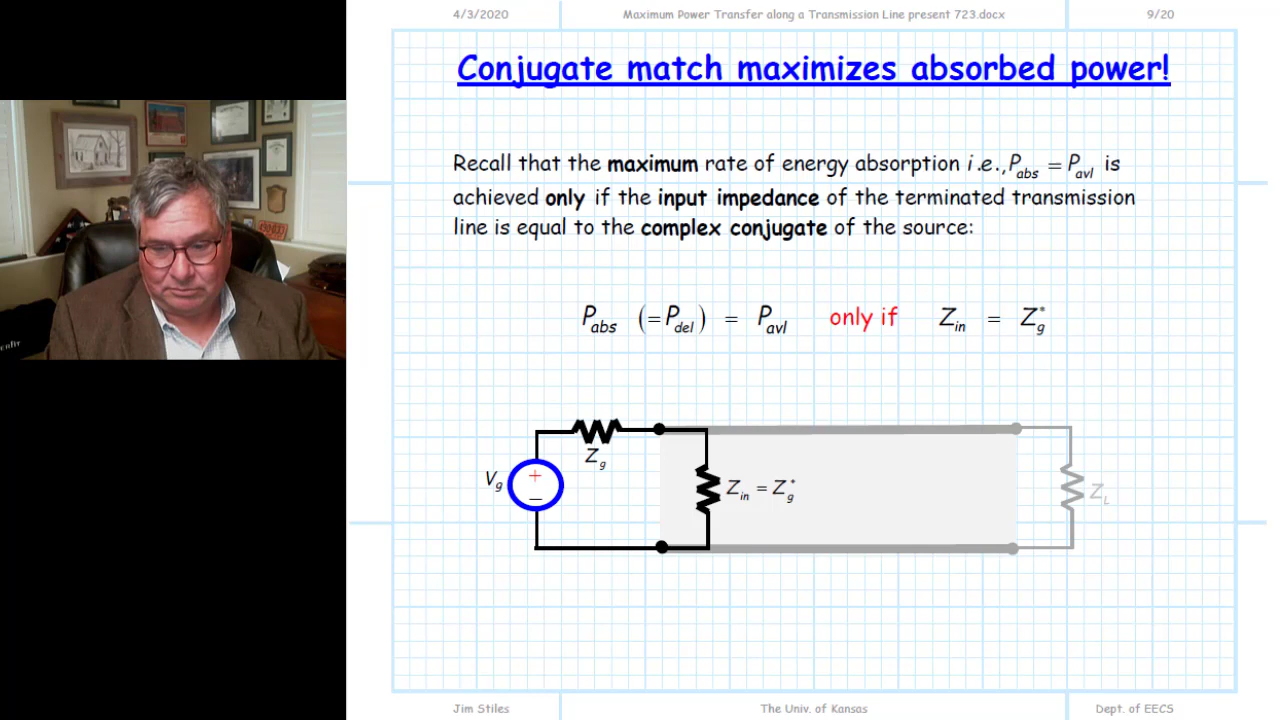 4/3/2020 Maximum Power Transfer along a Transmission Line present 723.docx 9/20
Conjugate match maximizes absorbed power!
Recall that the maximum rate of energy absorption i.e., P_abs = P_avl is
achieved only if the input impedance of the terminated transmission
line is equal to the complex conjugate of the source:
P_abs (= P_del) = P_avl only if Z_in = Z_g^*
Z_g
V_g
+
−
Z_in = Z_g^*
Z_L
Jim Stiles The Univ. of Kansas Dept. of EECS